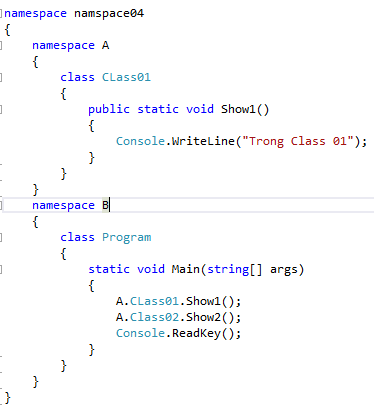 namespace namspace04
{
    namespace A
    {
        class CLass01
        {
            public static void Show1()
            {
                Console.WriteLine("Trong Class 01");
            }
        }
    }
    namespace B
    {
        class Program
        {
            static void Main(string[] args)
            {
                A.CLass01.Show1();
                A.Class02.Show2();
                Console.ReadKey();
            }
        }
    }
}